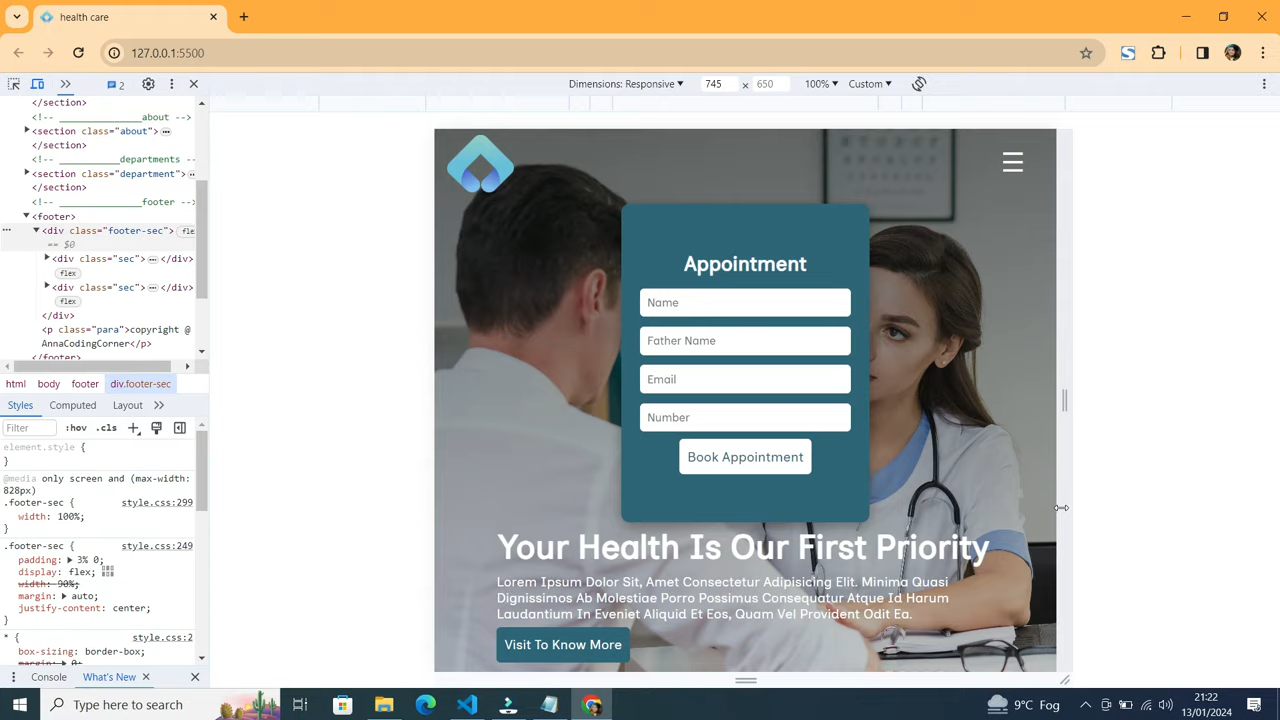 health care
127.0.0.1:5500
2
Dimensions: Responsive 745 × 650 100% Custom
</section>
<!-- ______________about -->
<section class="about">
</section>
<!-- ____________departments --
<section class="department">
</section>
<!-- ______________footer -->
<footer>
<div class="footer-sec"> fle
== $0
<div class="sec"> </div>
flex
<div class="sec"> </div>
flex
</div>
<p class="para">copyright @
AnnaCodingCorner</p>
</footer>
html body footer div.footer-sec
Styles Computed Layout
Filter :hov .cls
element.style {
}
@media only screen and (max-width:
828px)
.footer-sec { style.css:299
width: 100%;
}
.footer-sec { style.css:249
padding: 3% 0;
display: flex;
width: 90%;
margin: auto;
justify-content: center;
}
* { style.css:2
box-sizing: border-box;
margin: 0;
Console What's New
Appointment
Name
Father Name
Email
Number
Book Appointment
Your Health Is Our First Priority
Lorem Ipsum Dolor Sit, Amet Consectetur Adipisicing Elit. Minima Quasi
Dignissimos Ab Molestiae Porro Possimus Consequatur Atque Id Harum
Laudantium In Eveniet Aliquid Et Eos, Quam Vel Provident Odit Ea.
Visit To Know More
Type here to search
9°C Fog
21:22
13/01/2024